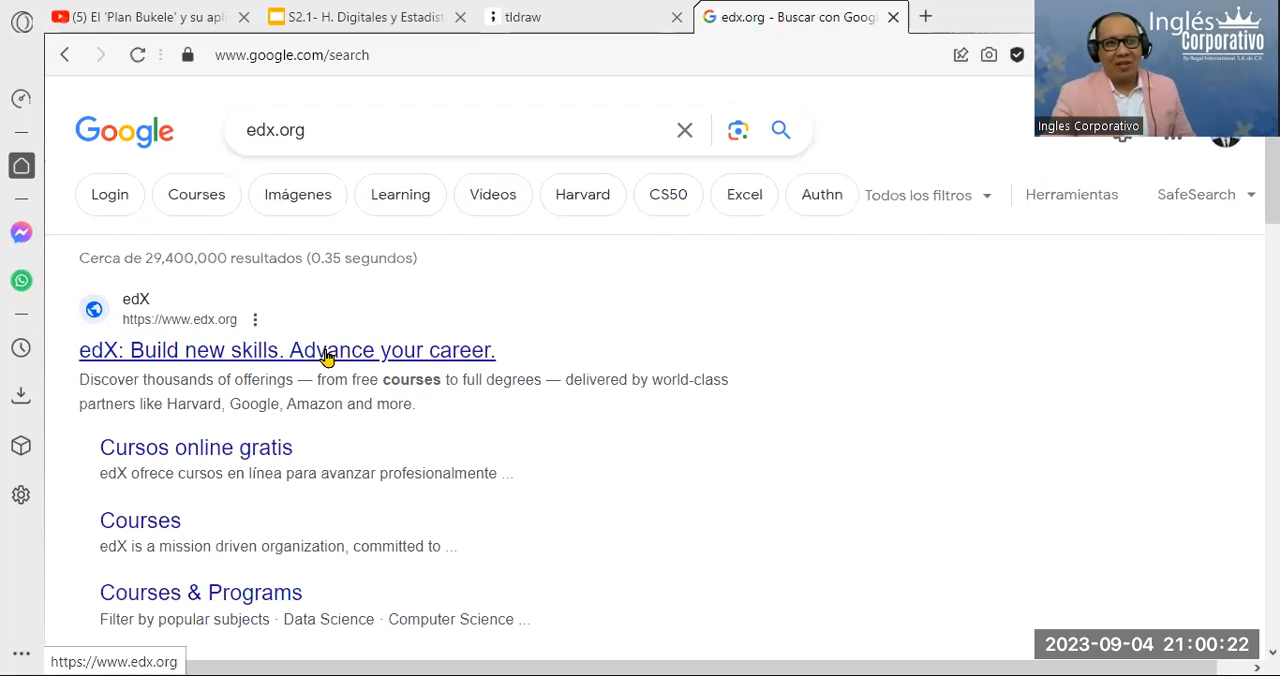 (5) El 'Plan Bukele' y su apli
S2.1- H. Digitales y Estadist
tldraw
edx.org - Buscar con Googl
www.google.com/search
Inglés
Corporativo
By Regal International, S.A. de C.V.
Ingles Corporativo
Google
edx.org
Login
Courses
Imágenes
Learning
Videos
Harvard
CS50
Excel
Authn
Todos los filtros
Herramientas
SafeSearch
Cerca de 29,400,000 resultados (0.35 segundos)
edX
https://www.edx.org
edX: Build new skills. Advance your career.
Discover thousands of offerings — from free courses to full degrees — delivered by world-class
partners like Harvard, Google, Amazon and more.
Cursos online gratis
edX ofrece cursos en línea para avanzar profesionalmente ...
Courses
edX is a mission driven organization, committed to ...
Courses & Programs
Filter by popular subjects · Data Science · Computer Science ...
2023-09-04 21:00:22
https://www.edx.org